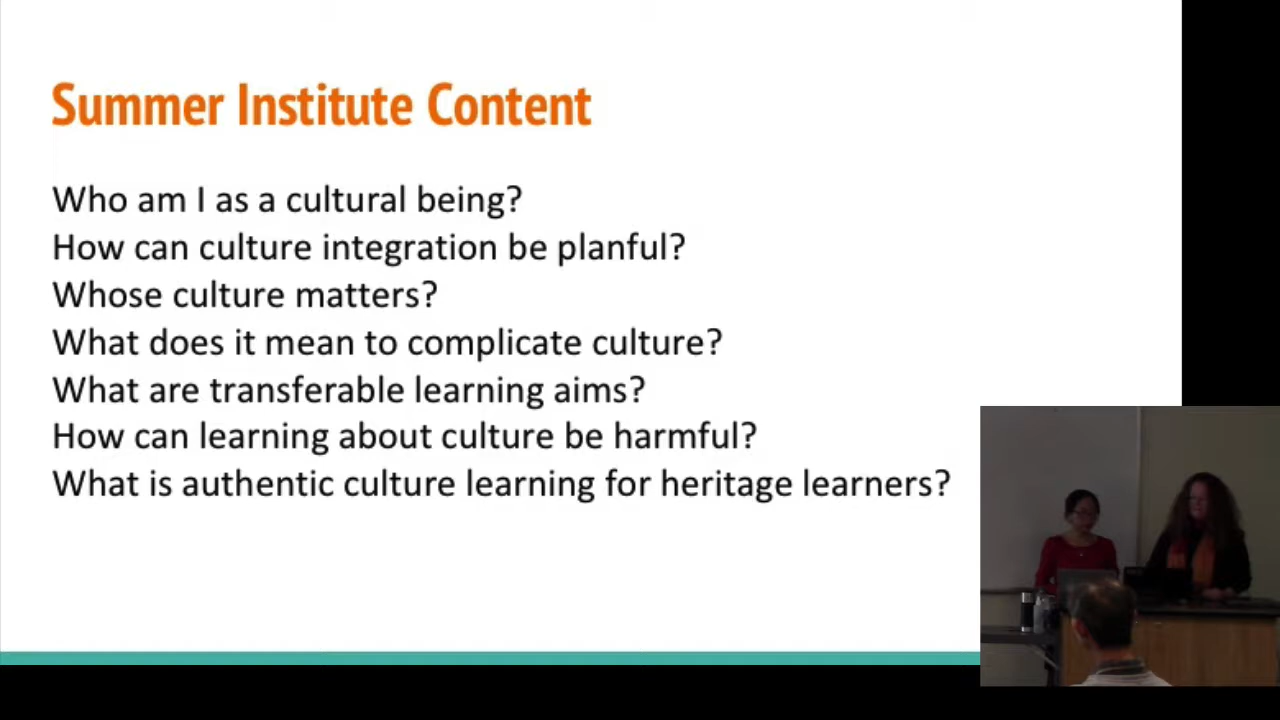 Summer Institute Content
Who am I as a cultural being?
How can culture integration be planful?
Whose culture matters?
What does it mean to complicate culture?
What are transferable learning aims?
How can learning about culture be harmful?
What is authentic culture learning for heritage learners?